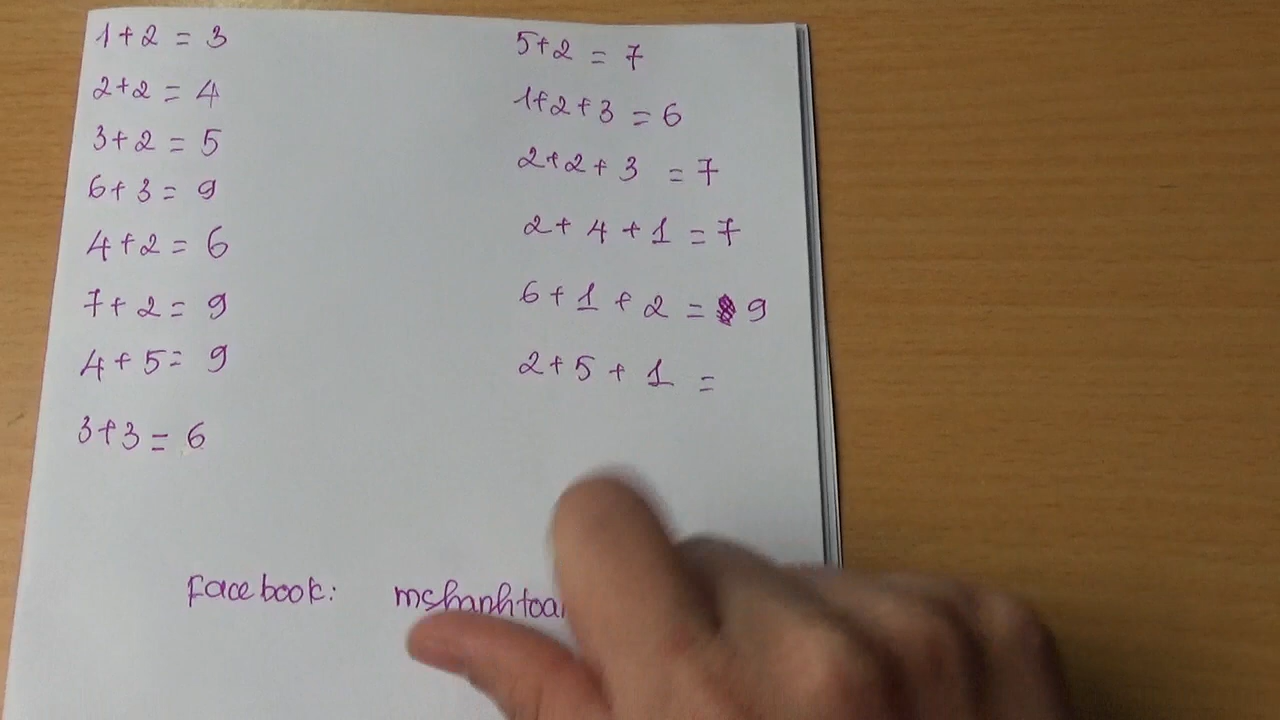 1+2 = 3
2+2 = 4
3+2 = 5
6+3 = 9
4+2 = 6
7+2 = 9
4+5= 9
3+3 = 6
5+2 = 7
1+2+3 = 6
2+2+3 = 7
2+4+1 = 7
6+1+2 = 9
2+5+1 =
Facebook: